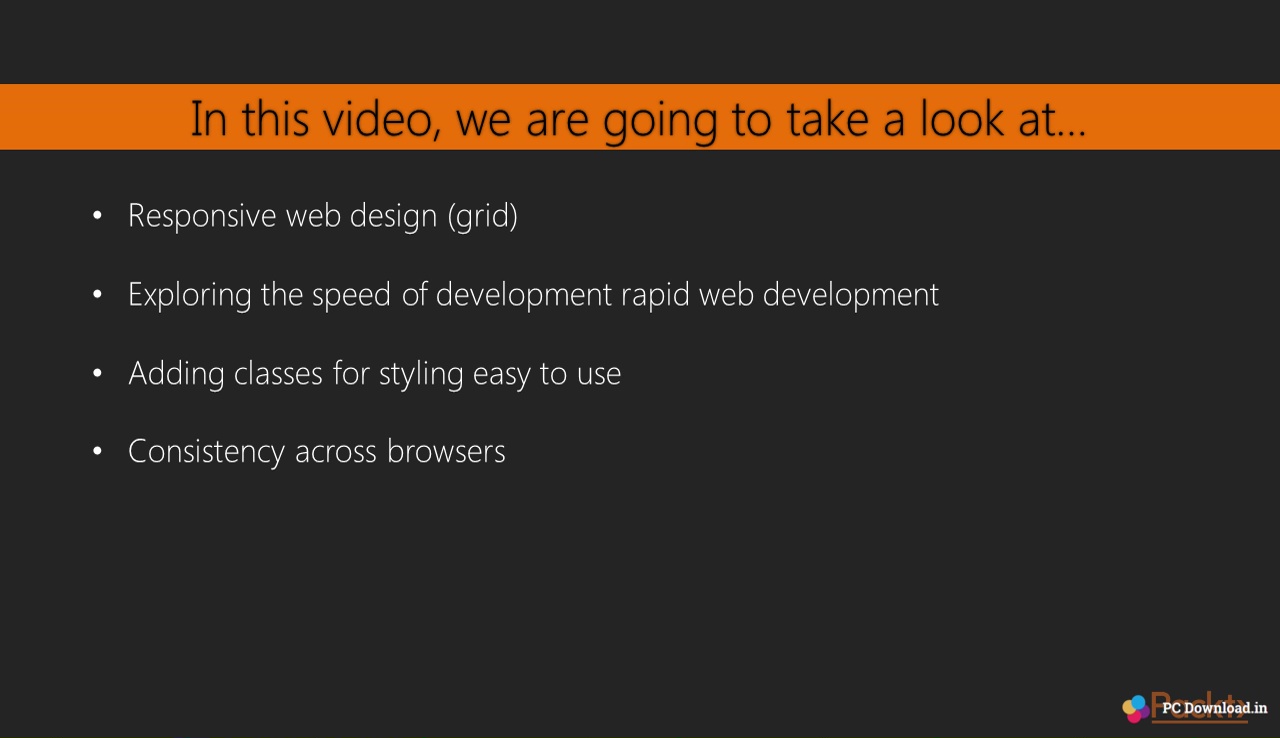 In this video, we are going to take a look at...
• Responsive web design (grid)
• Exploring the speed of development rapid web development
• Adding classes for styling easy to use
• Consistency across browsers
PC Download.in